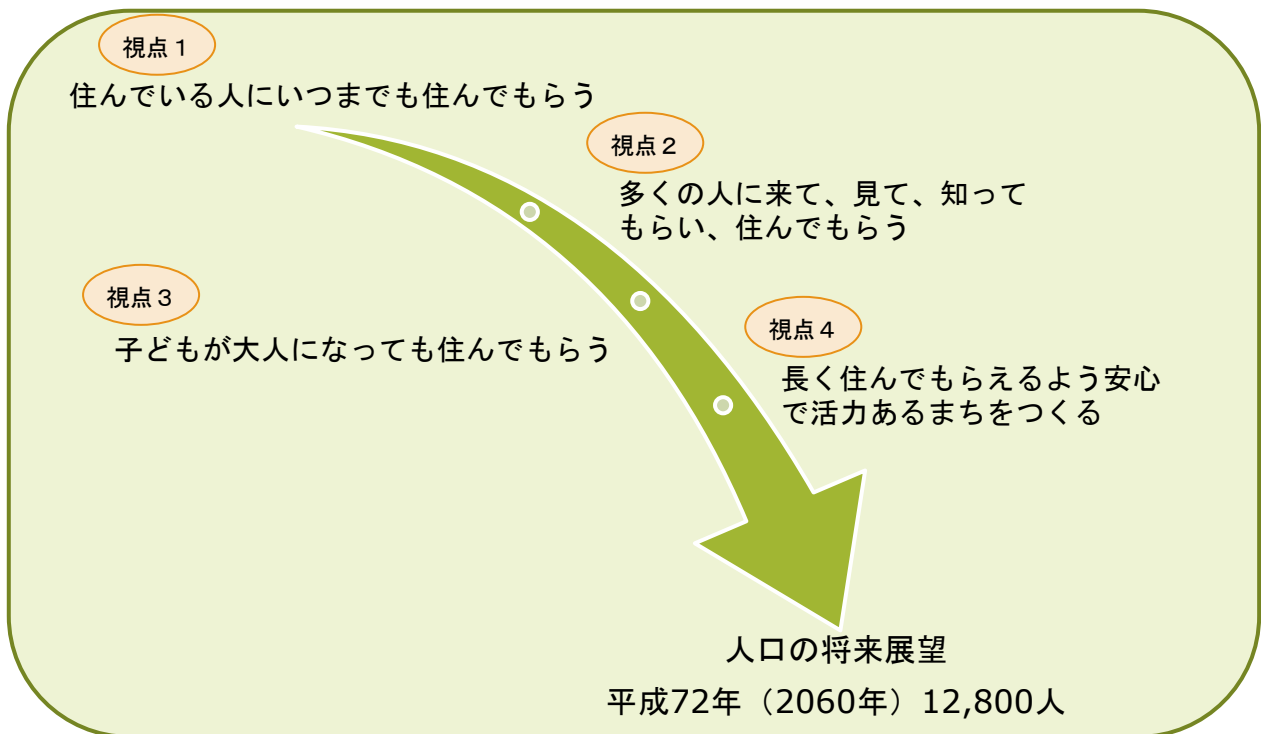 視点１
住んでいる人にいつまでも住んでもらう
視点２
多くの人に来て、見て、知って
もらい、住んでもらう
視点３
子どもが大人になっても住んでもらう
視点４
長く住んでもらえるよう安心
で活力あるまちをつくる
人口の将来展望
平成72年（2060年）12,800人